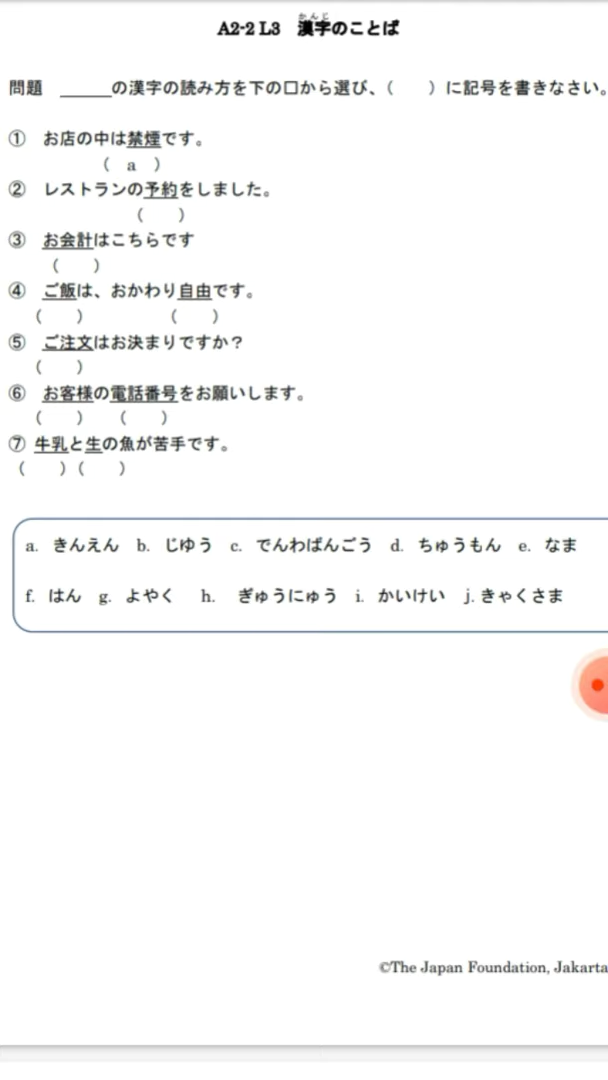 A2-2 L3 漢字のことば
かんじ
問題 ______の漢字の読み方を下の□から選び、( )に記号を書きなさい。
① お店の中は禁煙です。
( a )
② レストランの予約をしました。
( )
③ お会計はこちらです
( )
④ ご飯は、おかわり自由です。
( ) ( )
⑤ ご注文はお決まりですか?
( )
⑥ お客様の電話番号をお願いします。
( ) ( )
⑦ 牛乳と生の魚が苦手です。
( ) ( )
a. きんえん b. じゆう c. でんわばんごう d. ちゅうもん e. なま
f. はん g. よやく h. ぎゅうにゅう i. かいけい j. きゃくさま
©The Japan Foundation, Jakarta